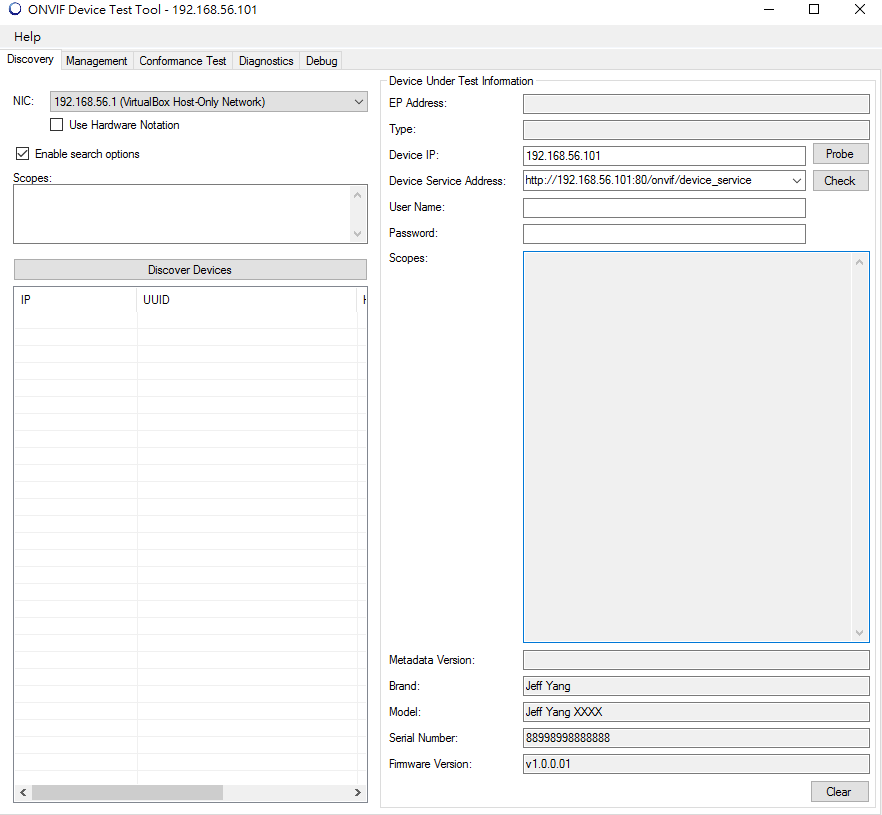 ONVIF Device Test Tool - 192.168.56.101
Help
Discovery Management Conformance Test Diagnostics Debug
NIC: 192.168.56.1 (VirtualBox Host-Only Network)
Use Hardware Notation
Enable search options
Scopes:
Discover Devices
IP UUID
Device Under Test Information
EP Address:
Type:
Device IP: 192.168.56.101 Probe
Device Service Address: http://192.168.56.101:80/onvif/device_service Check
User Name:
Password:
Scopes:
Metadata Version:
Brand: Jeff Yang
Model: Jeff Yang XXXX
Serial Number: 88998998888888
Firmware Version: v1.0.0.01
Clear